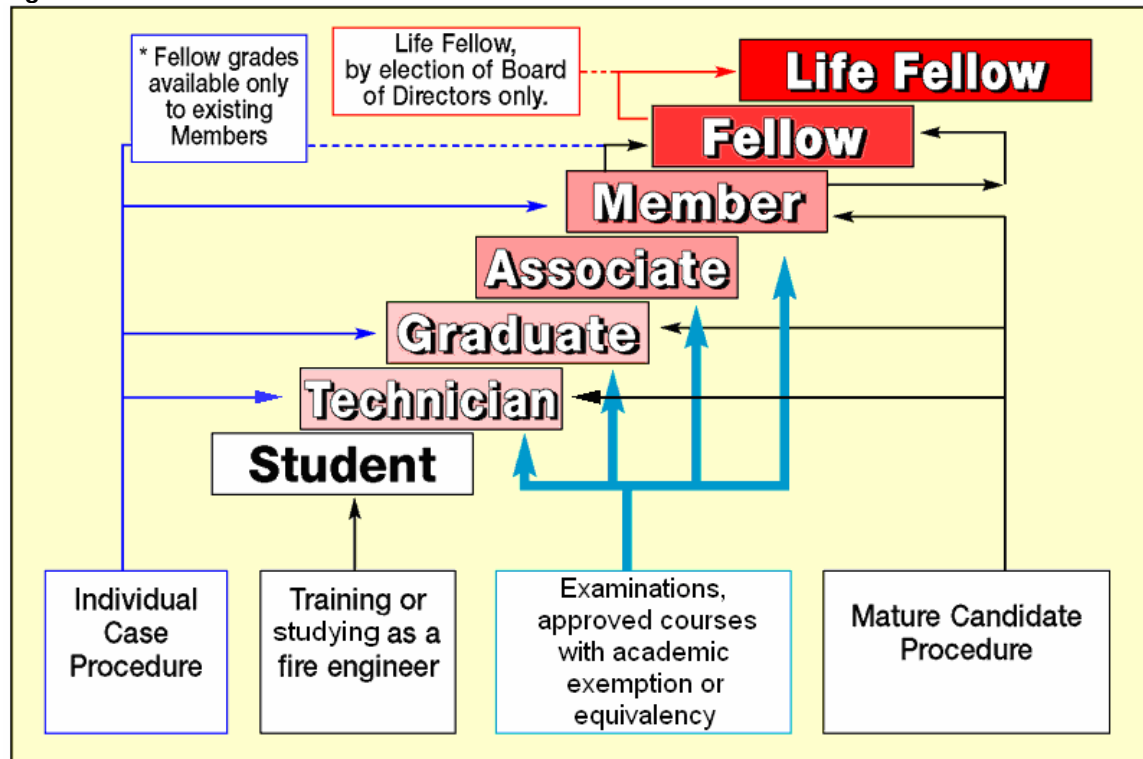 * Fellow grades
available only
to existing
Members
Life Fellow,
by election of Board
of Directors only.
Life Fellow
Fellow
Member
Associate
Graduate
Technician
Student
Individual
Case
Procedure
Training or
studying as a
fire engineer
Examinations,
approved courses
with academic
exemption or
equivalency
Mature Candidate
Procedure